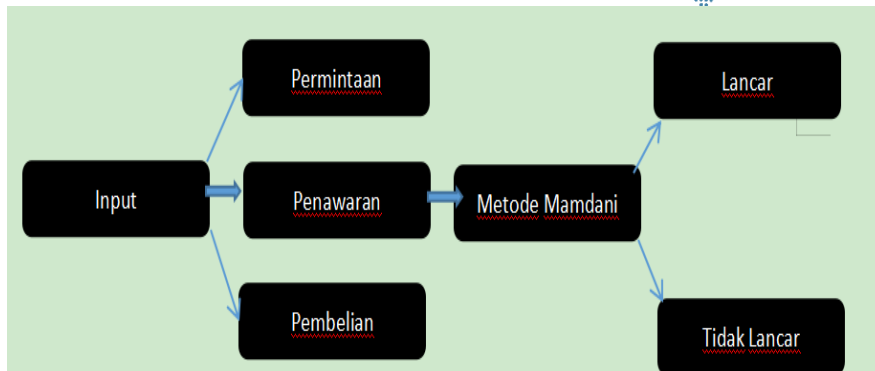 Permintaan
Lancar
Input
Penawaran
Metode Mamdani
Pembelian
Tidak Lancar